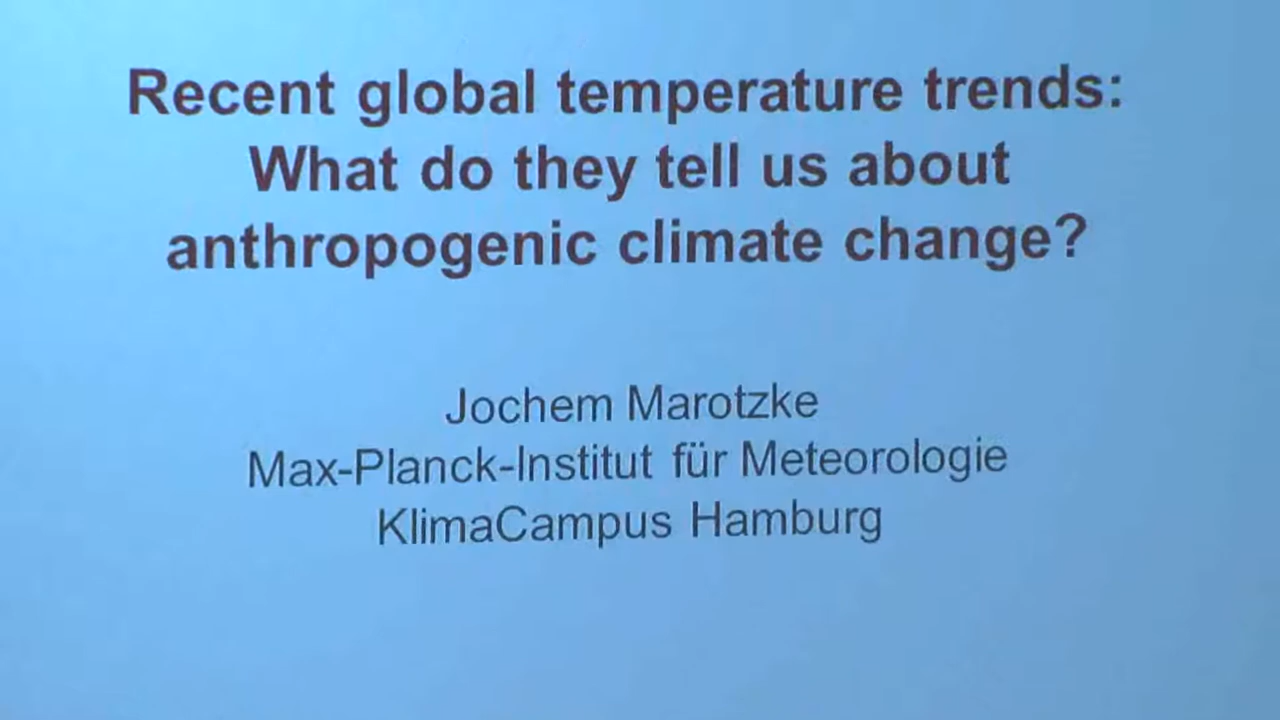 Recent global temperature trends:
What do they tell us about
anthropogenic climate change?
Jochem Marotzke
Max-Planck-Institut für Meteorologie
KlimaCampus Hamburg